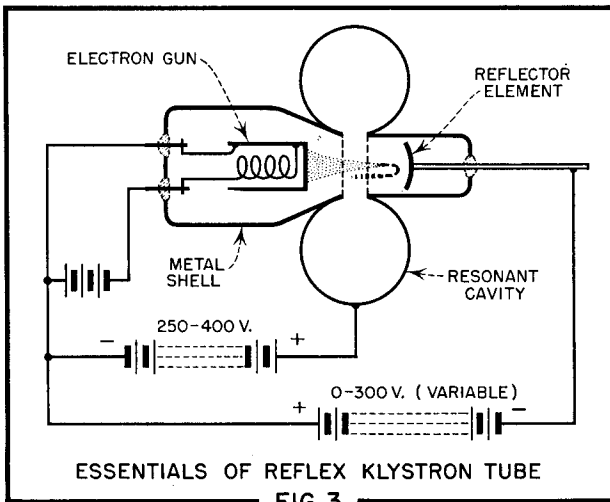 ELECTRON GUN
REFLECTOR
ELEMENT
METAL
SHELL
RESONANT
CAVITY
- 250-400 V. +
0-300 V. (VARIABLE)
+ -
ESSENTIALS OF REFLEX KLYSTRON TUBE
FIG 3